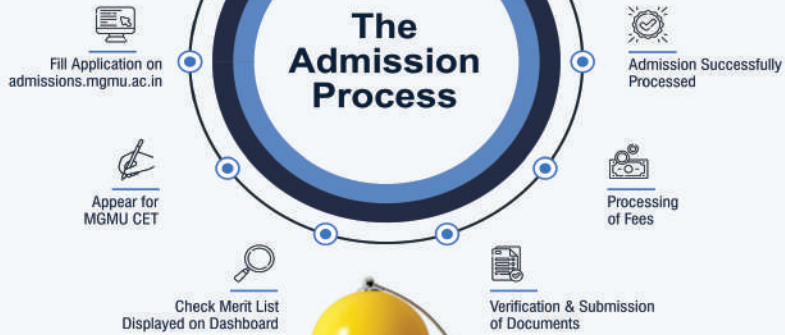 The
Admission
Process
Fill Application on
admissions.mgmu.ac.in
Appear for
MGMU CET
Check Merit List
Displayed on Dashboard
Verification & Submission
of Documents
Processing
of Fees
Admission Successfully
Processed